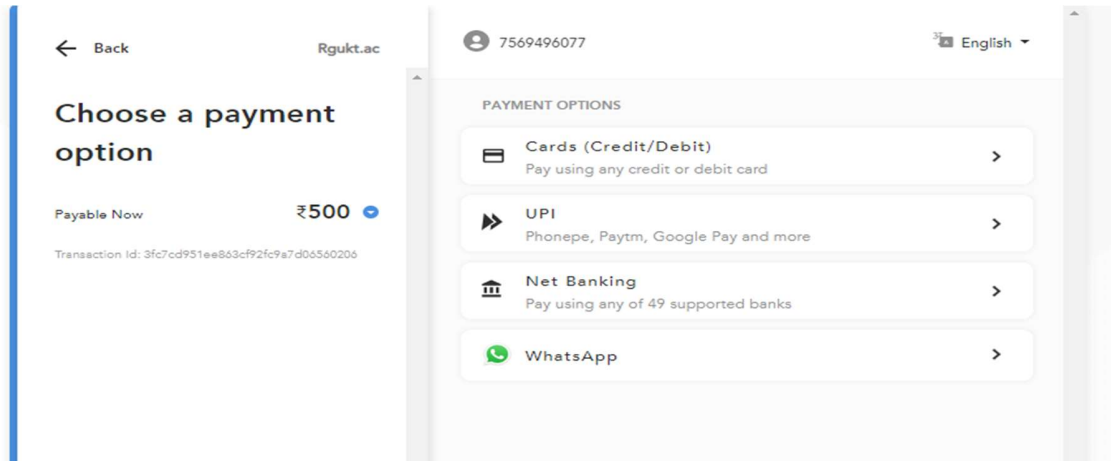 Back
Rgukt.ac
Choose a payment
option
Payable Now
₹500
Transaction Id: 3fc7cd951ee863cf92fc9a7d06560206
7569496077
English
PAYMENT OPTIONS
Cards (Credit/Debit)
Pay using any credit or debit card
UPI
Phonepe, Paytm, Google Pay and more
Net Banking
Pay using any of 49 supported banks
WhatsApp